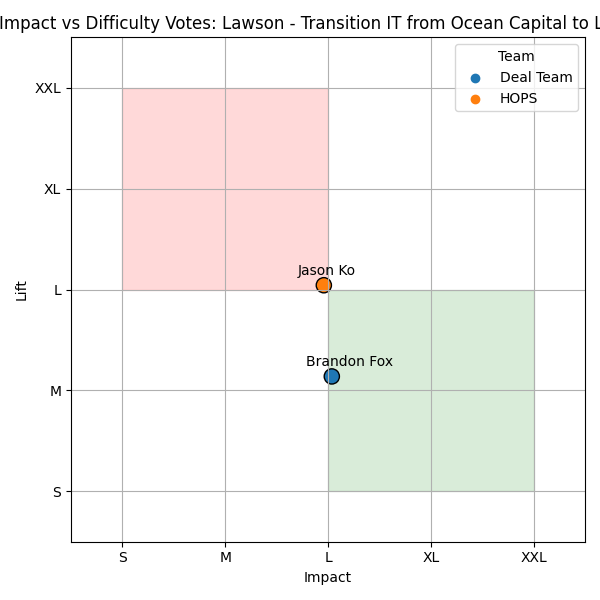 Impact vs Difficulty Votes: Lawson - Transition IT from Ocean Capital to L
Team
Deal Team
HOPS
XXL
XL
L
M
S
Lift
Jason Ko
Brandon Fox
S
M
L
XL
XXL
Impact